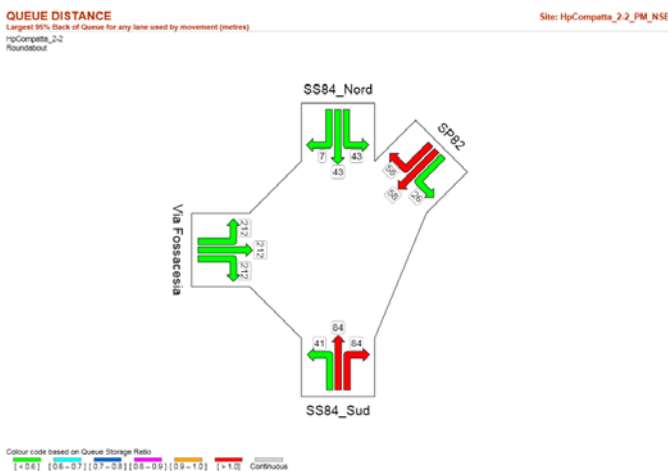 QUEUE DISTANCE
Largest 95% Back of Queue for any lane used by movement (metres)
Site: HpCompatta_2-2_PM_NSE
HpCompatta_2-2
Roundabout
SS84_Nord
SP82
7
43
43
58
58
26
Via Fossacesia
212
212
212
84
41
84
SS84_Sud
Colour code based on Queue Storage Ratio
[ < 0.6 ] [ 0.6 – 0.7 ] [ 0.7 – 0.8 ] [ 0.8 – 0.9 ] [ 0.9 – 1.0 ] [ > 1.0 ] Continuous